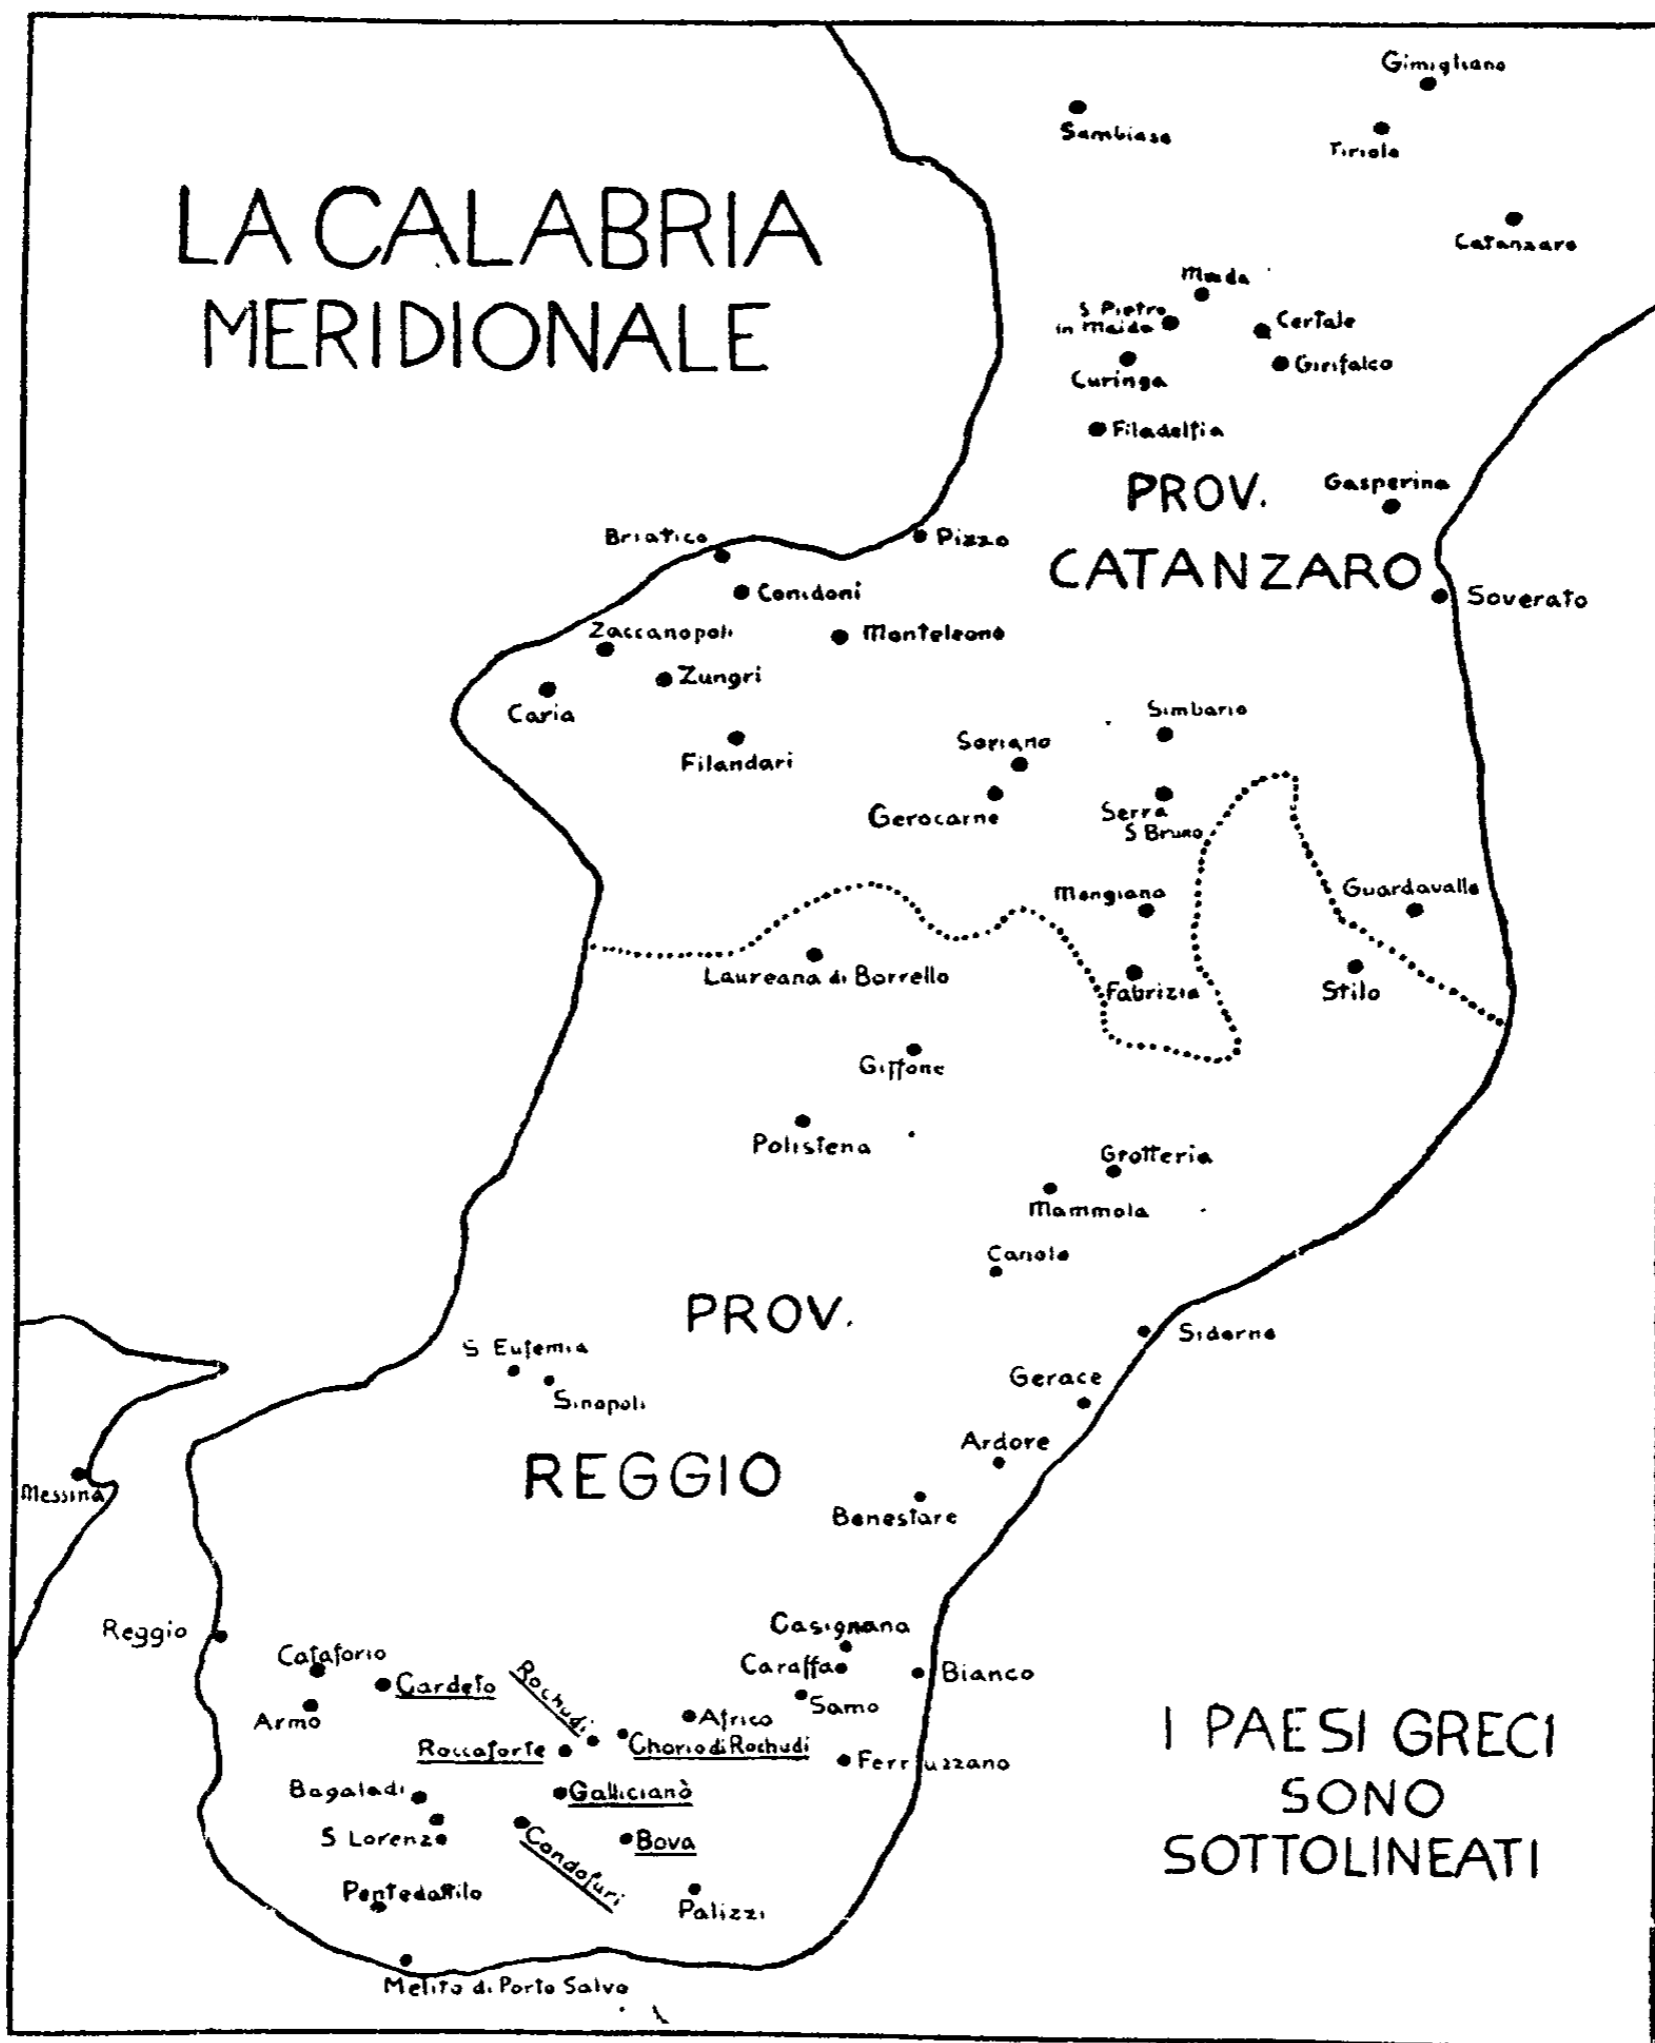 LA CALABRIA
MERIDIONALE
Gimigliano
Sambiase
Tiriolo
Catanzaro
Maida
S Pietro
in Maida
Cortale
Curinga
Girifalco
Filadelfia
PROV.
CATANZARO
Gasperina
Briatico
Pizzo
Conidoni
Soverato
Zaccanopoli
Monteleone
Zungri
Caria
Filandari
Simbario
Soriano
Gerocarne
Serra
S Bruno
Mongiana
Guardavalle
Laureana di Borrello
Fabrizia
Stilo
Giffone
Polistena
Grotteria
Mammola
Canolo
PROV.
REGGIO
S Eufemia
Sinopoli
Siderno
Gerace
Ardore
Messina
Benestare
Reggio
Casignana
Cataforio
Caraffa
Bianco
Cardeto
Rochudi
Samo
Armo
Africo
Roccaforte
Chorio di Rochudi
Ferruzzano
Bagaladi
Gallicianò
S Lorenzo
Condofuri
Bova
Pentedattilo
Palizzi
Melito di Porto Salvo
I PAESI GRECI
SONO
SOTTOLINEATI